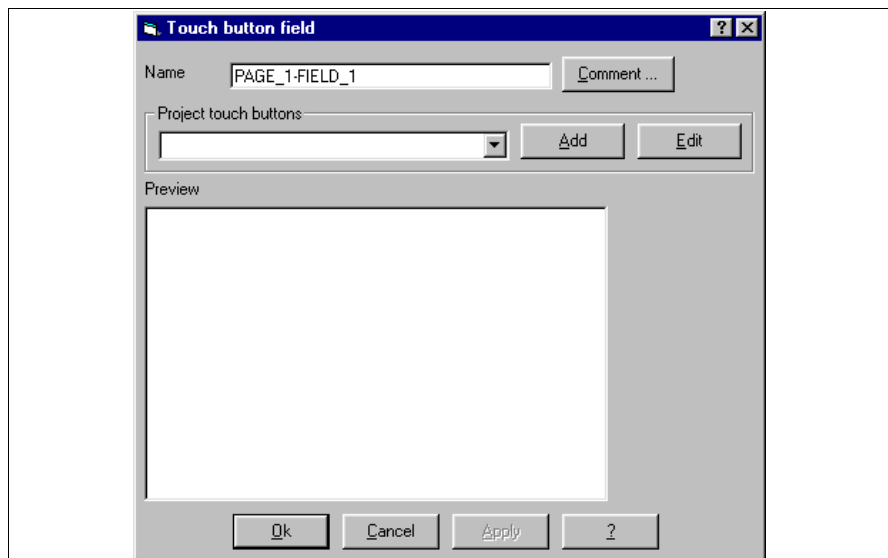 Touch button field ?
Name PAGE_1-FIELD_1 Comment ...
Project touch buttons
Add Edit
Preview
Ok Cancel Apply ?